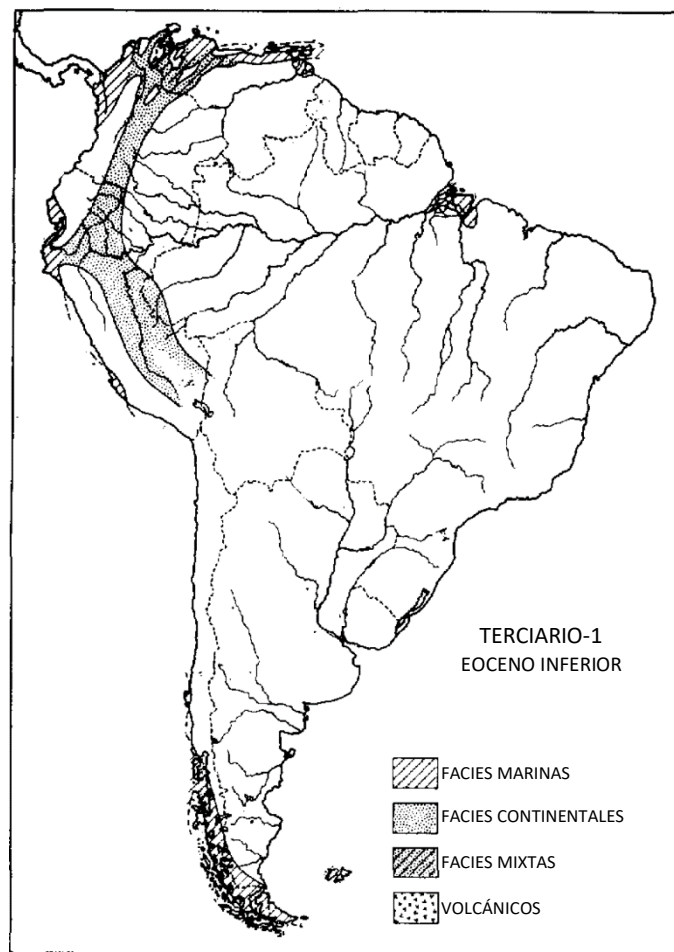 TERCIARIO-1
EOCENO INFERIOR
FACIES MARINAS
FACIES CONTINENTALES
FACIES MIXTAS
VOLCÁNICOS